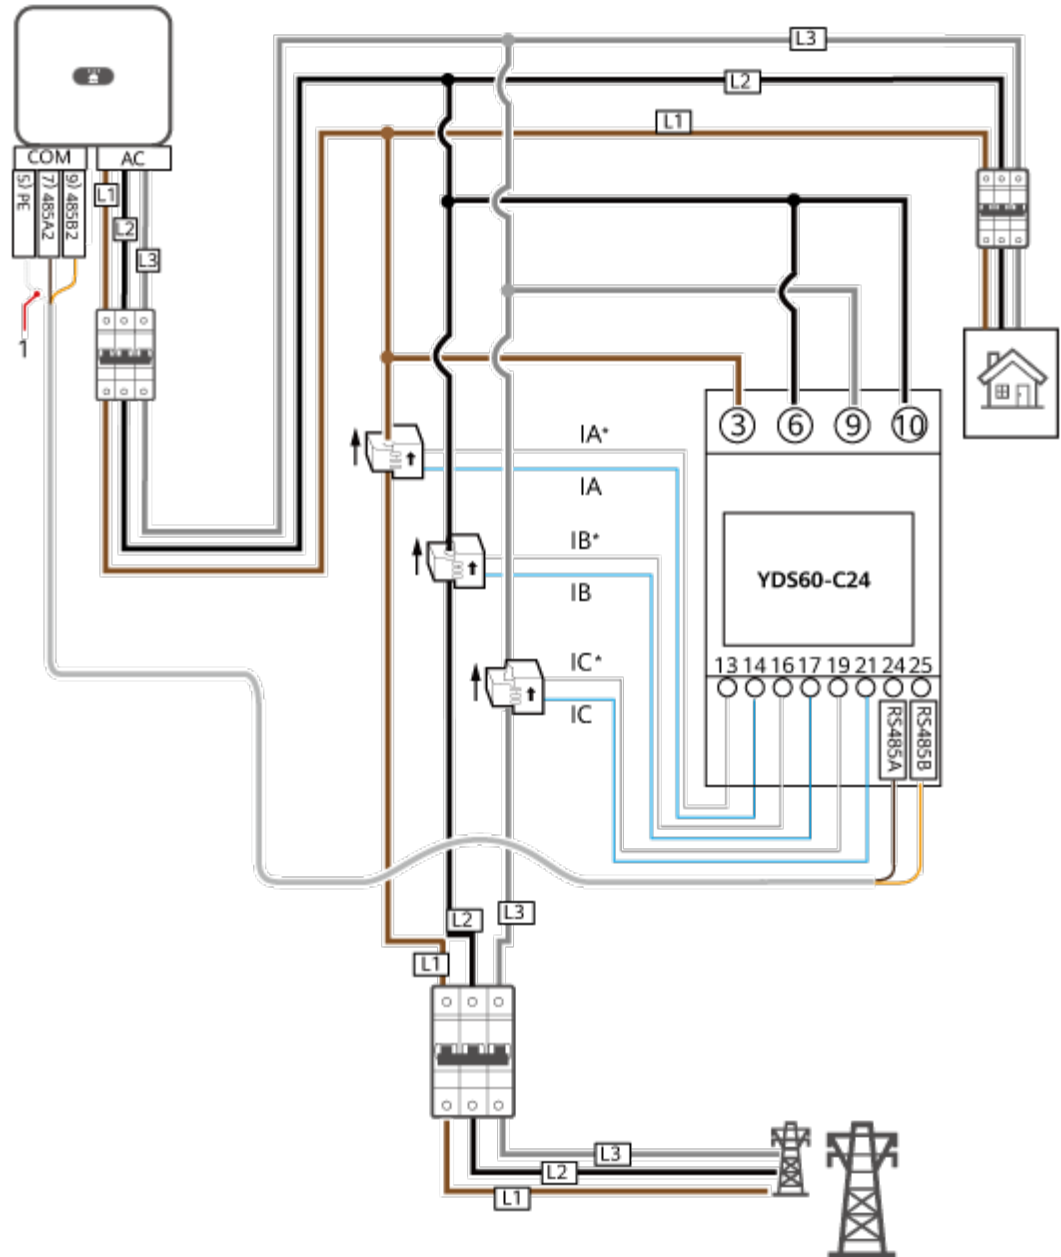 L3
L2
L1
COM
AC
5) PE
7) 485A2
9) 485B2
L1
L2
L3
1
3
6
9
10
IA*
IA
IB*
IB
YDS60-C24
IC*
IC
13 14 16 17 19 21 24 25
RS485A
RS485B
L2
L3
L1
L3
L2
L1